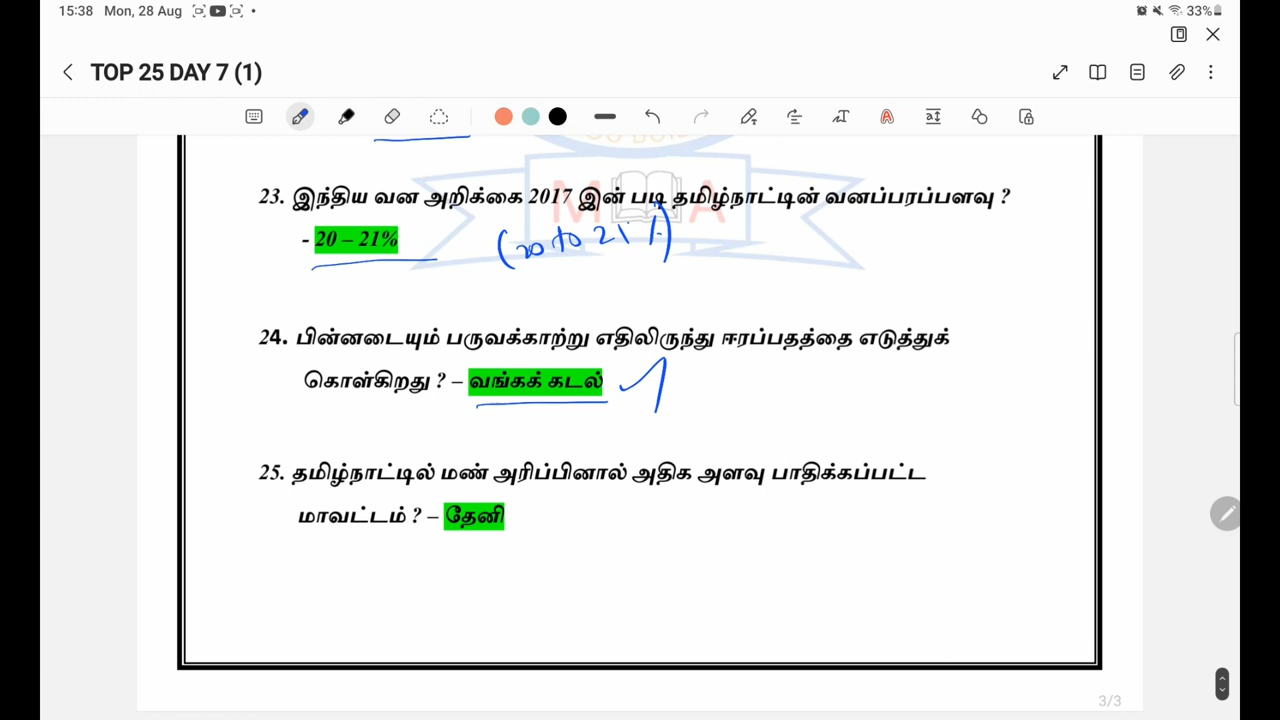 15:38 Mon, 28 Aug 33%
TOP 25 DAY 7 (1)
23. இந்திய வன அறிக்கை 2017 இன் படி தமிழ்நாட்டின் வனப்பரப்பளவு ?
- 20 – 21%
(20 to 21 %)
24. பின்னடையும் பருவக்காற்று எதிலிருந்து ஈரப்பதத்தை எடுத்துக்
கொள்கிறது ? – வங்கக் கடல்
25. தமிழ்நாட்டில் மண் அரிப்பினால் அதிக அளவு பாதிக்கப்பட்ட
மாவட்டம் ? – தேனி
M A
3/3